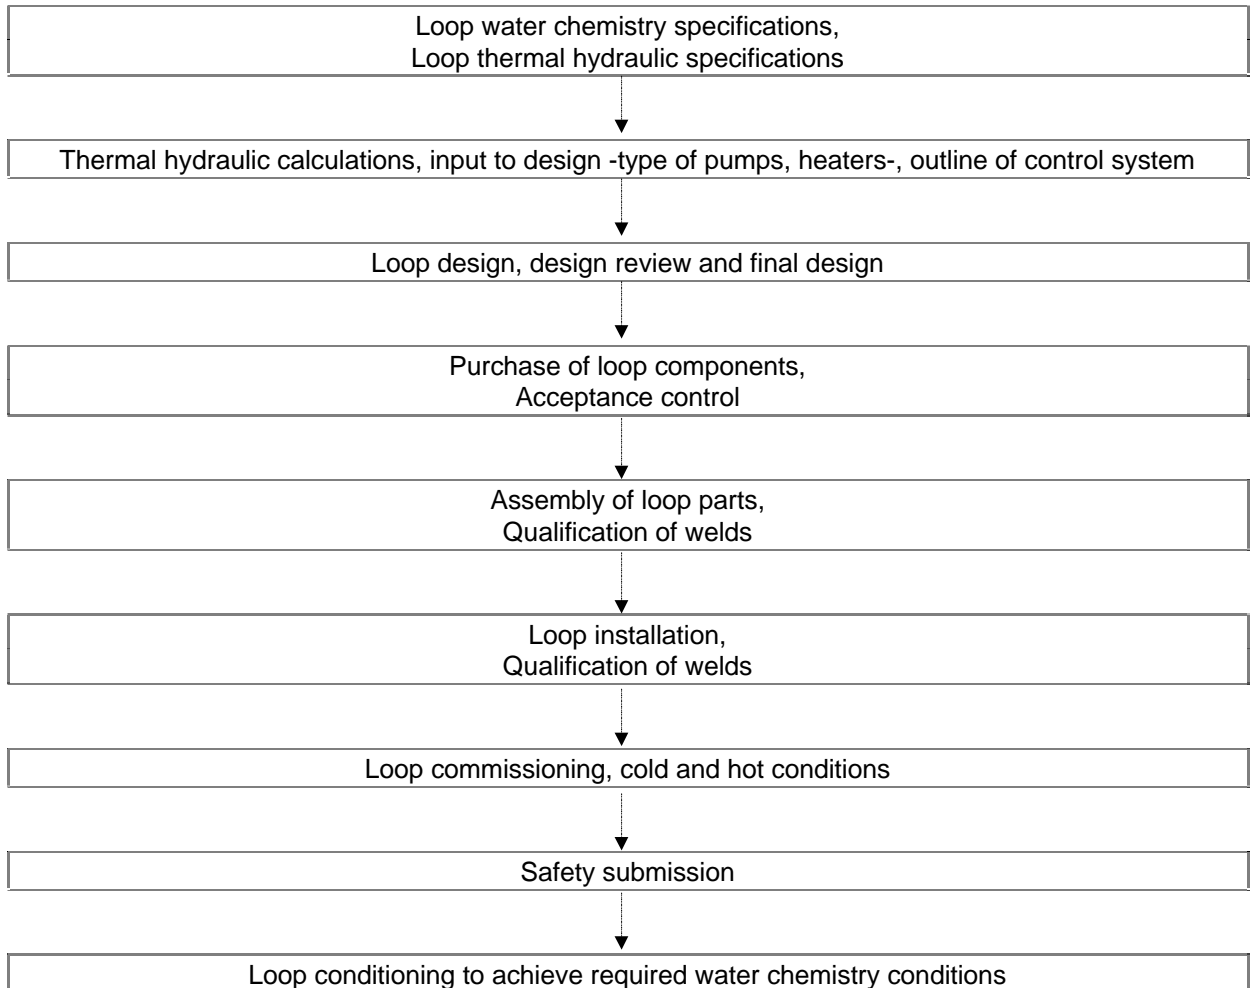 Loop water chemistry specifications,
Loop thermal hydraulic specifications
Thermal hydraulic calculations, input to design -type of pumps, heaters-, outline of control system
Loop design, design review and final design
Purchase of loop components,
Acceptance control
Assembly of loop parts,
Qualification of welds
Loop installation,
Qualification of welds
Loop commissioning, cold and hot conditions
Safety submission
Loop conditioning to achieve required water chemistry conditions